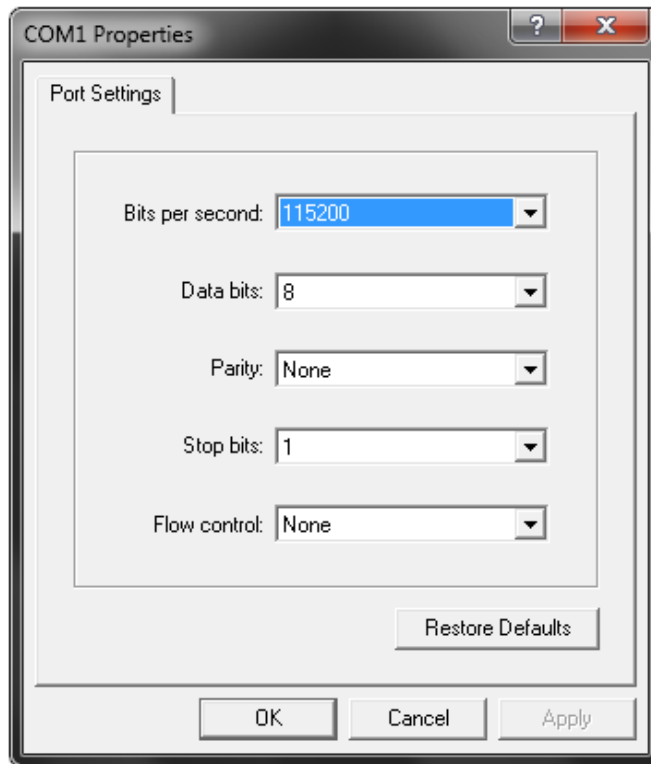 COM1 Properties
?
X
Port Settings
Bits per second: 115200
Data bits: 8
Parity: None
Stop bits: 1
Flow control: None
Restore Defaults
OK Cancel Apply